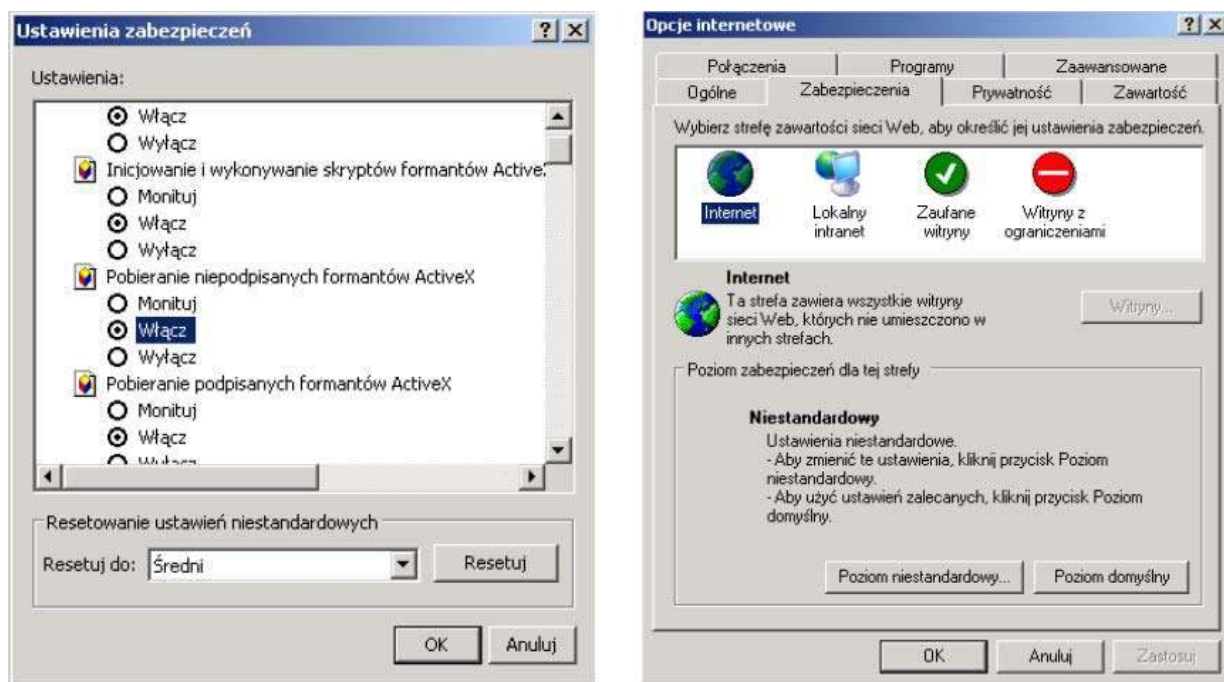 Ustawienia zabezpieczeń
Ustawienia:
Włącz
Wyłącz
Inicjowanie i wykonywanie skryptów formantów Active
Monituj
Włącz
Wyłącz
Pobieranie niepodpisanych formantów ActiveX
Monituj
Włącz
Wyłącz
Pobieranie podpisanych formantów ActiveX
Monituj
Włącz
Resetowanie ustawień niestandardowych
Resetuj do: Średni Resetuj
OK Anuluj
Opcje internetowe
Połączenia Programy Zaawansowane
Ogólne Zabezpieczenia Prywatność Zawartość
Wybierz strefę zawartości sieci Web, aby określić jej ustawienia zabezpieczeń.
Internet Lokalny Zaufane Witryny z
intranet witryny ograniczeniami
Internet
Ta strefa zawiera wszystkie witryny
sieci Web, których nie umieszczono w
innych strefach.
Witryny...
Poziom zabezpieczeń dla tej strefy
Niestandardowy
Ustawienia niestandardowe.
- Aby zmienić te ustawienia, kliknij przycisk Poziom
niestandardowy.
- Aby użyć ustawień zalecanych, kliknij przycisk Poziom
domyślny.
Poziom niestandardowy... Poziom domyślny
OK Anuluj Zastosuj